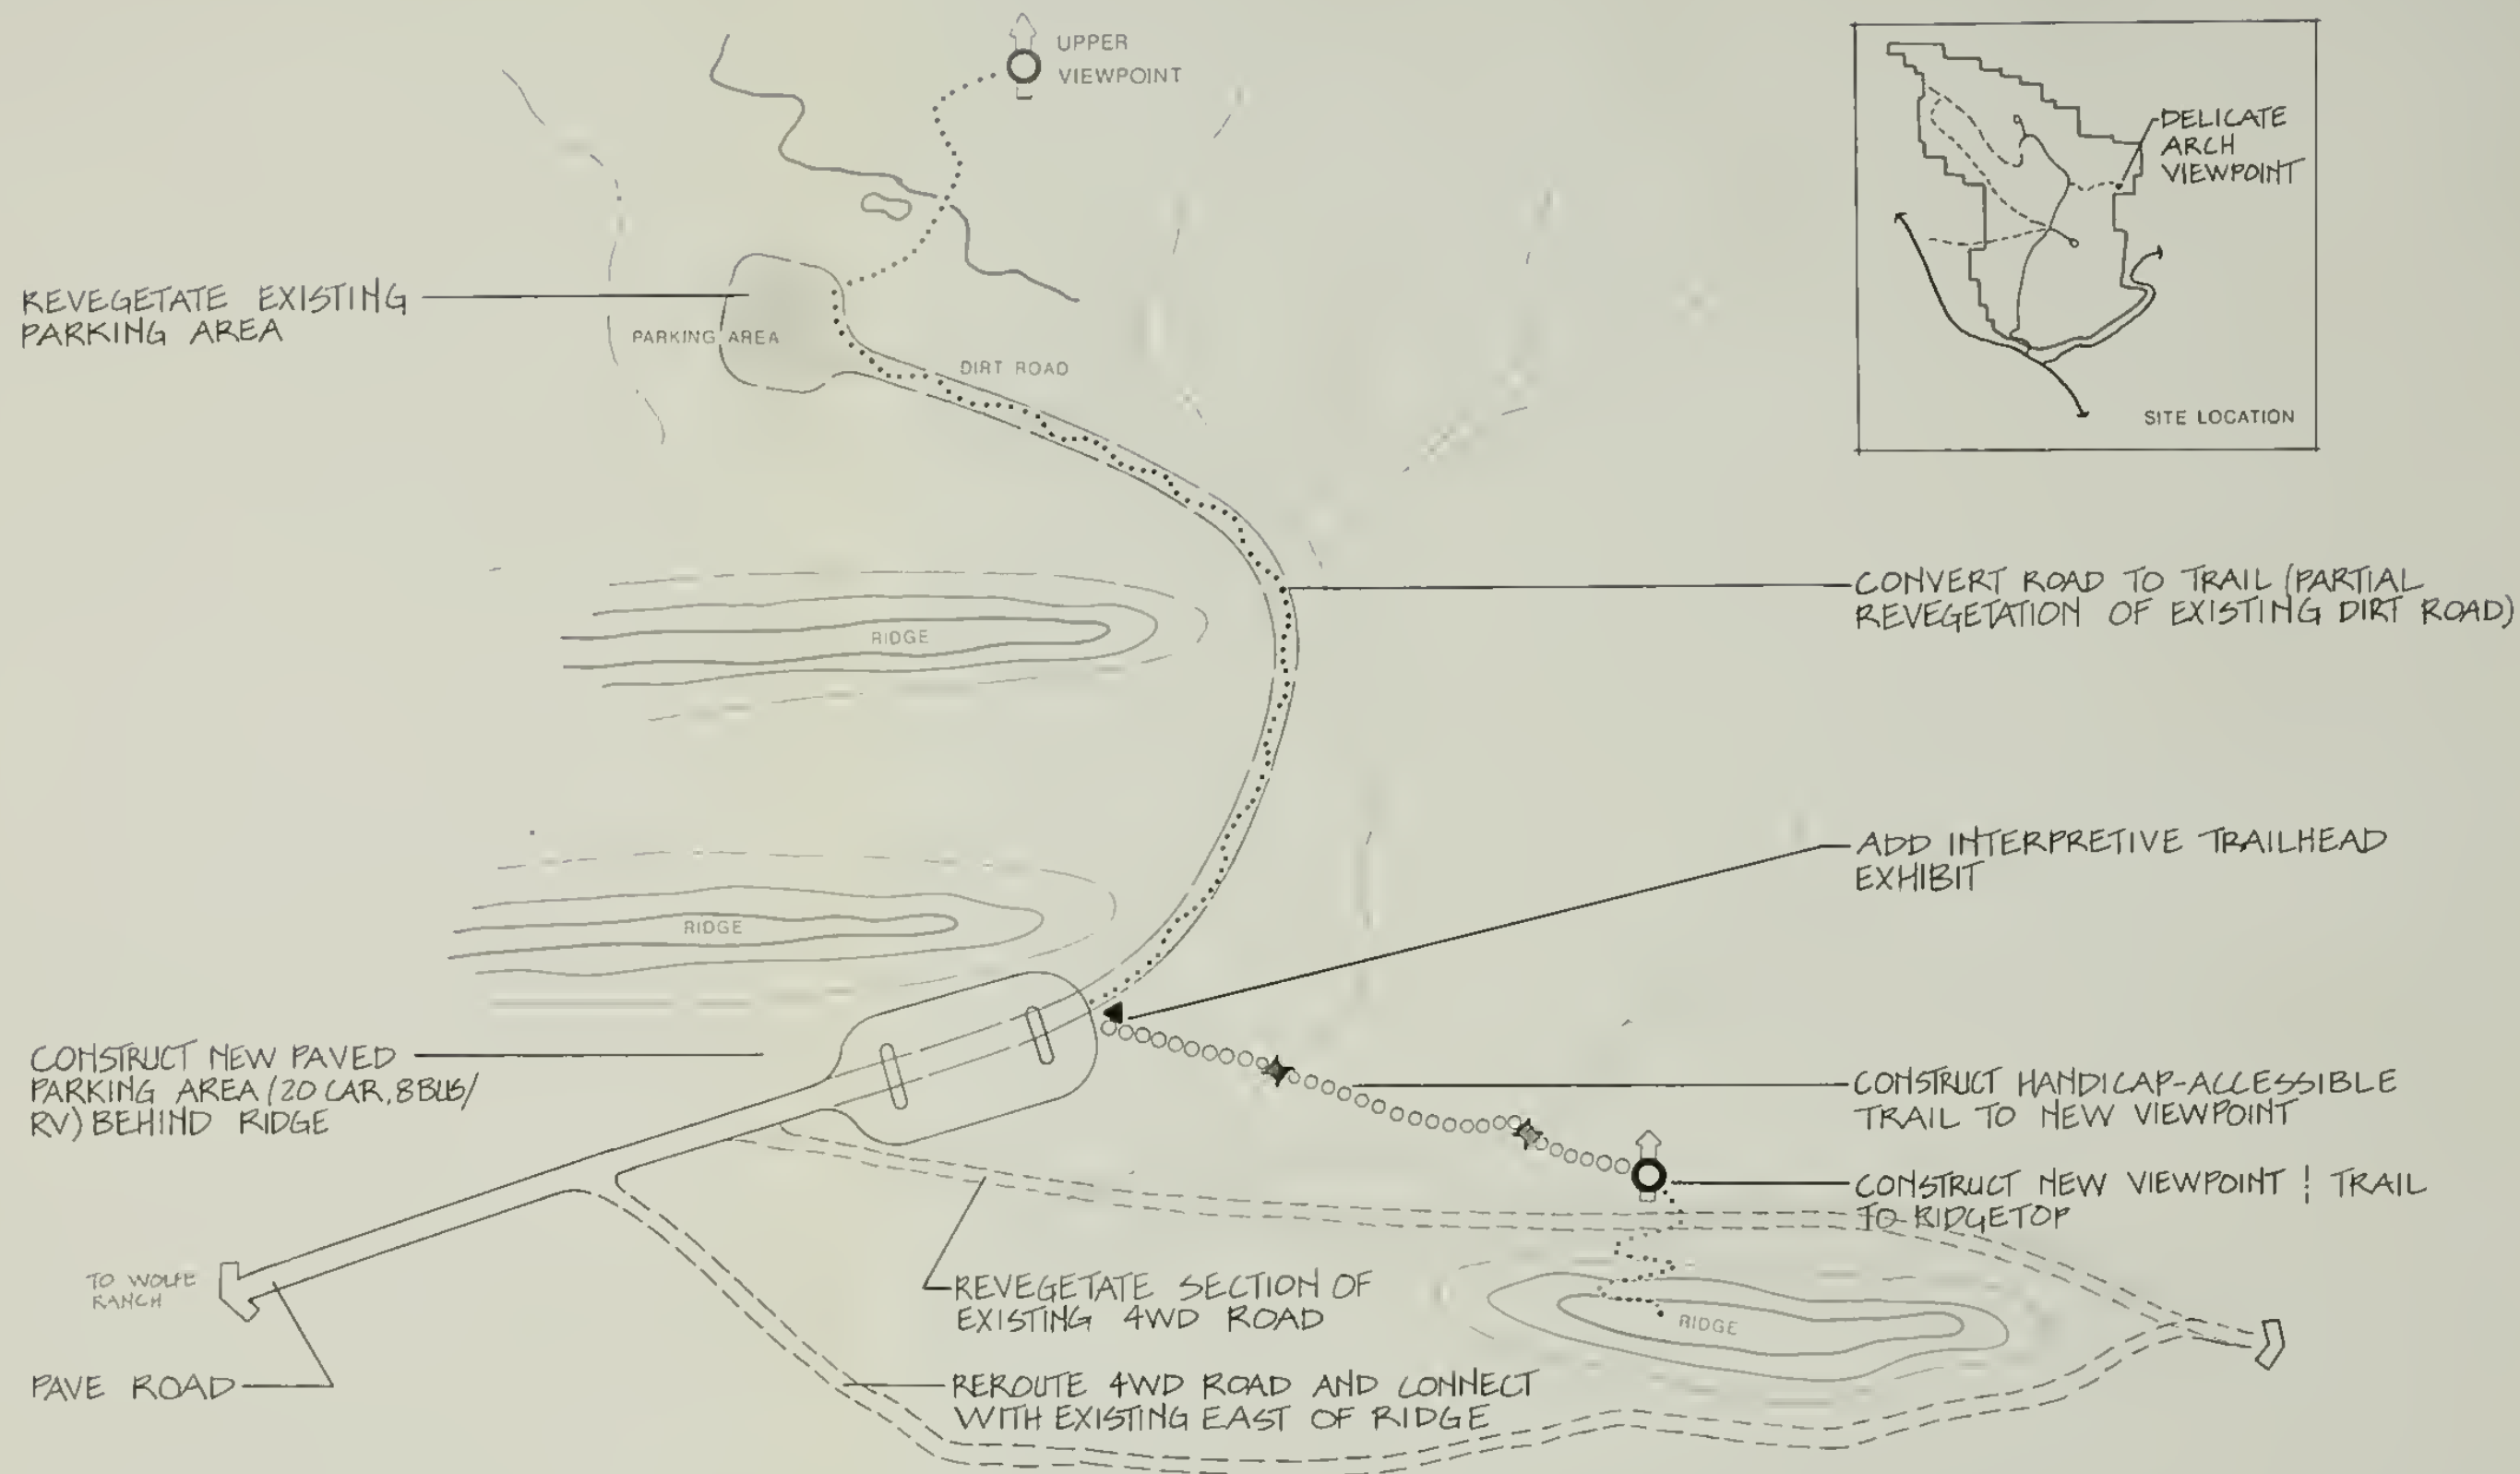 UPPER
VIEWPOINT
DELICATE
ARCH
VIEWPOINT
SITE LOCATION
REVEGETATE EXISTING
PARKING AREA
PARKING AREA
DIRT ROAD
CONVERT ROAD TO TRAIL (PARTIAL
REVEGETATION OF EXISTING DIRT ROAD)
RIDGE
ADD INTERPRETIVE TRAILHEAD
EXHIBIT
RIDGE
CONSTRUCT NEW PAVED
PARKING AREA (20 CAR, 8 BUS/
RV) BEHIND RIDGE
CONSTRUCT HANDICAP-ACCESSIBLE
TRAIL TO NEW VIEWPOINT
CONSTRUCT NEW VIEWPOINT & TRAIL
TO RIDGETOP
TO WOLFE
RANCH
REVEGETATE SECTION OF
EXISTING 4WD ROAD
RIDGE
PAVE ROAD
REROUTE 4WD ROAD AND CONNECT
WITH EXISTING EAST OF RIDGE